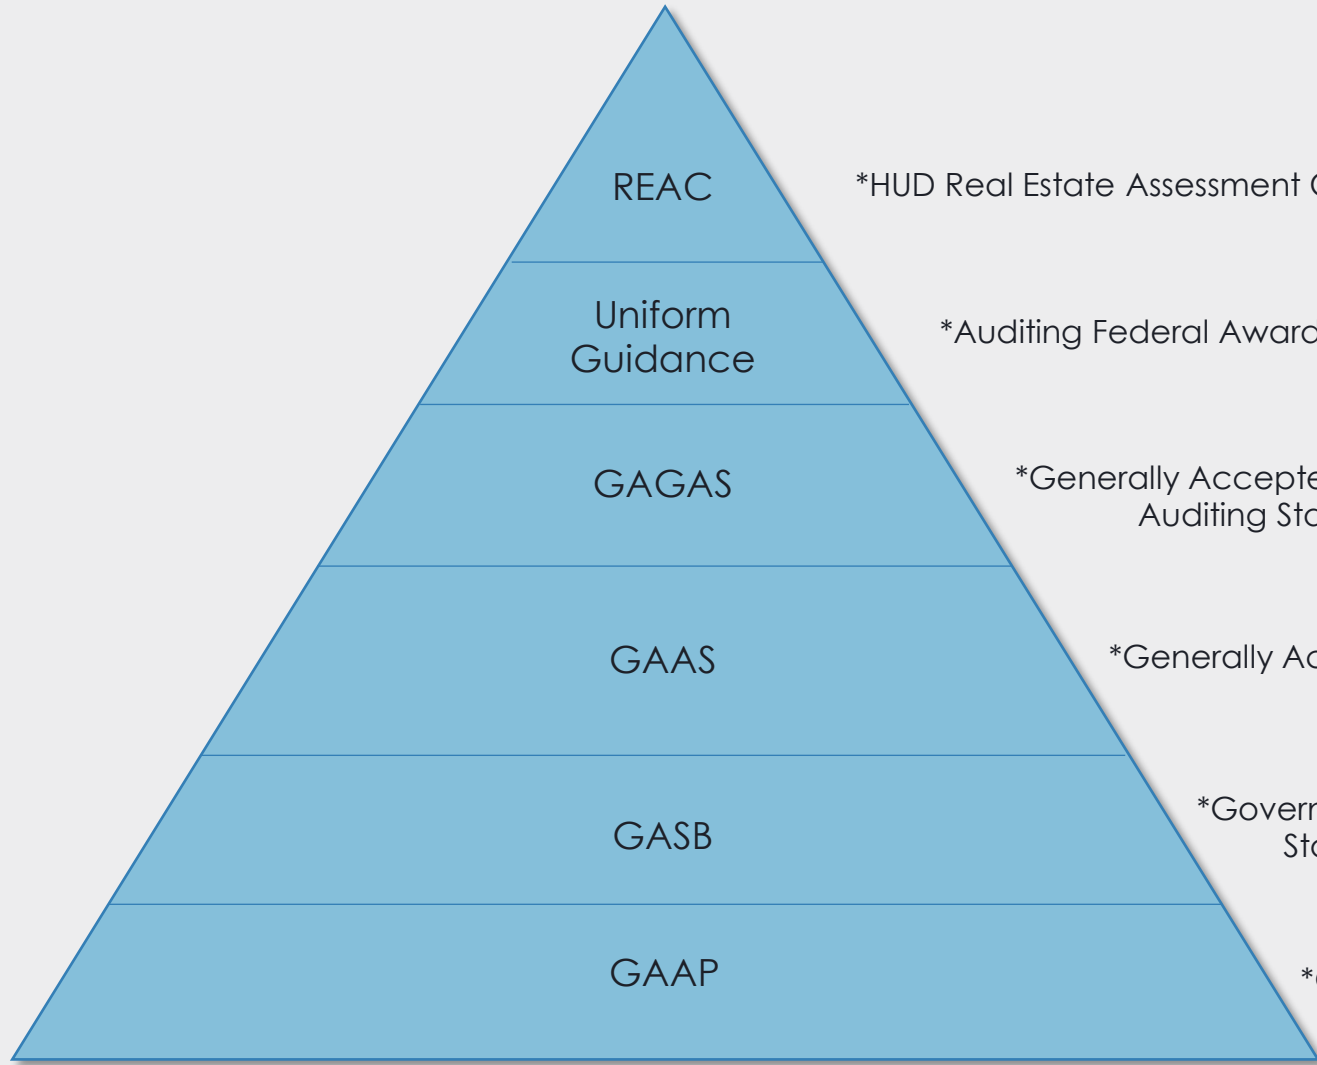 REAC
*HUD Real Estate Assessment
Uniform
Guidance
*Auditing Federal
GAGAS
*Generally
Auditing
GAAS
*Generally
GASB
GAAP